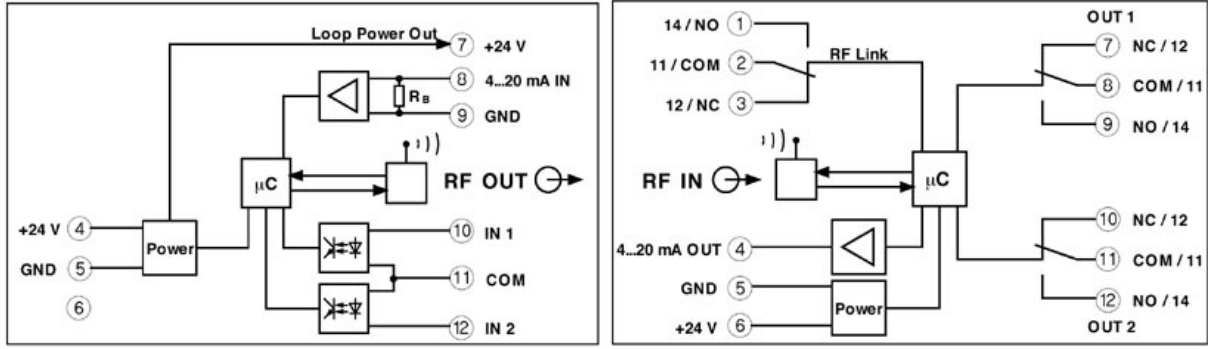 Loop Power Out 7 +24 V
8 4...20 mA IN
RB
9 GND
μC
RF OUT
+24 V 4
Power
GND 5
6
10 IN 1
11 COM
12 IN 2
14 / NO 1
11 / COM 2
RF Link
12 / NC 3
OUT 1
7 NC / 12
8 COM / 11
9 NO / 14
RF IN
μC
4...20 mA OUT 4
GND 5
Power
+24 V 6
10 NC / 12
11 COM / 11
12 NO / 14
OUT 2